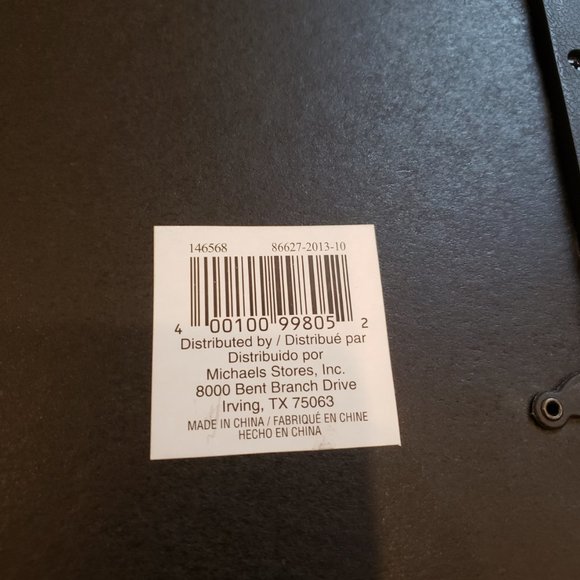 146568 86627-2013-10
4 00100 99805 2
Distributed by / Distribué par
Distribuido por
Michaels Stores, Inc.
8000 Bent Branch Drive
Irving, TX 75063
MADE IN CHINA / FABRIQUÉ EN CHINE
HECHO EN CHINA